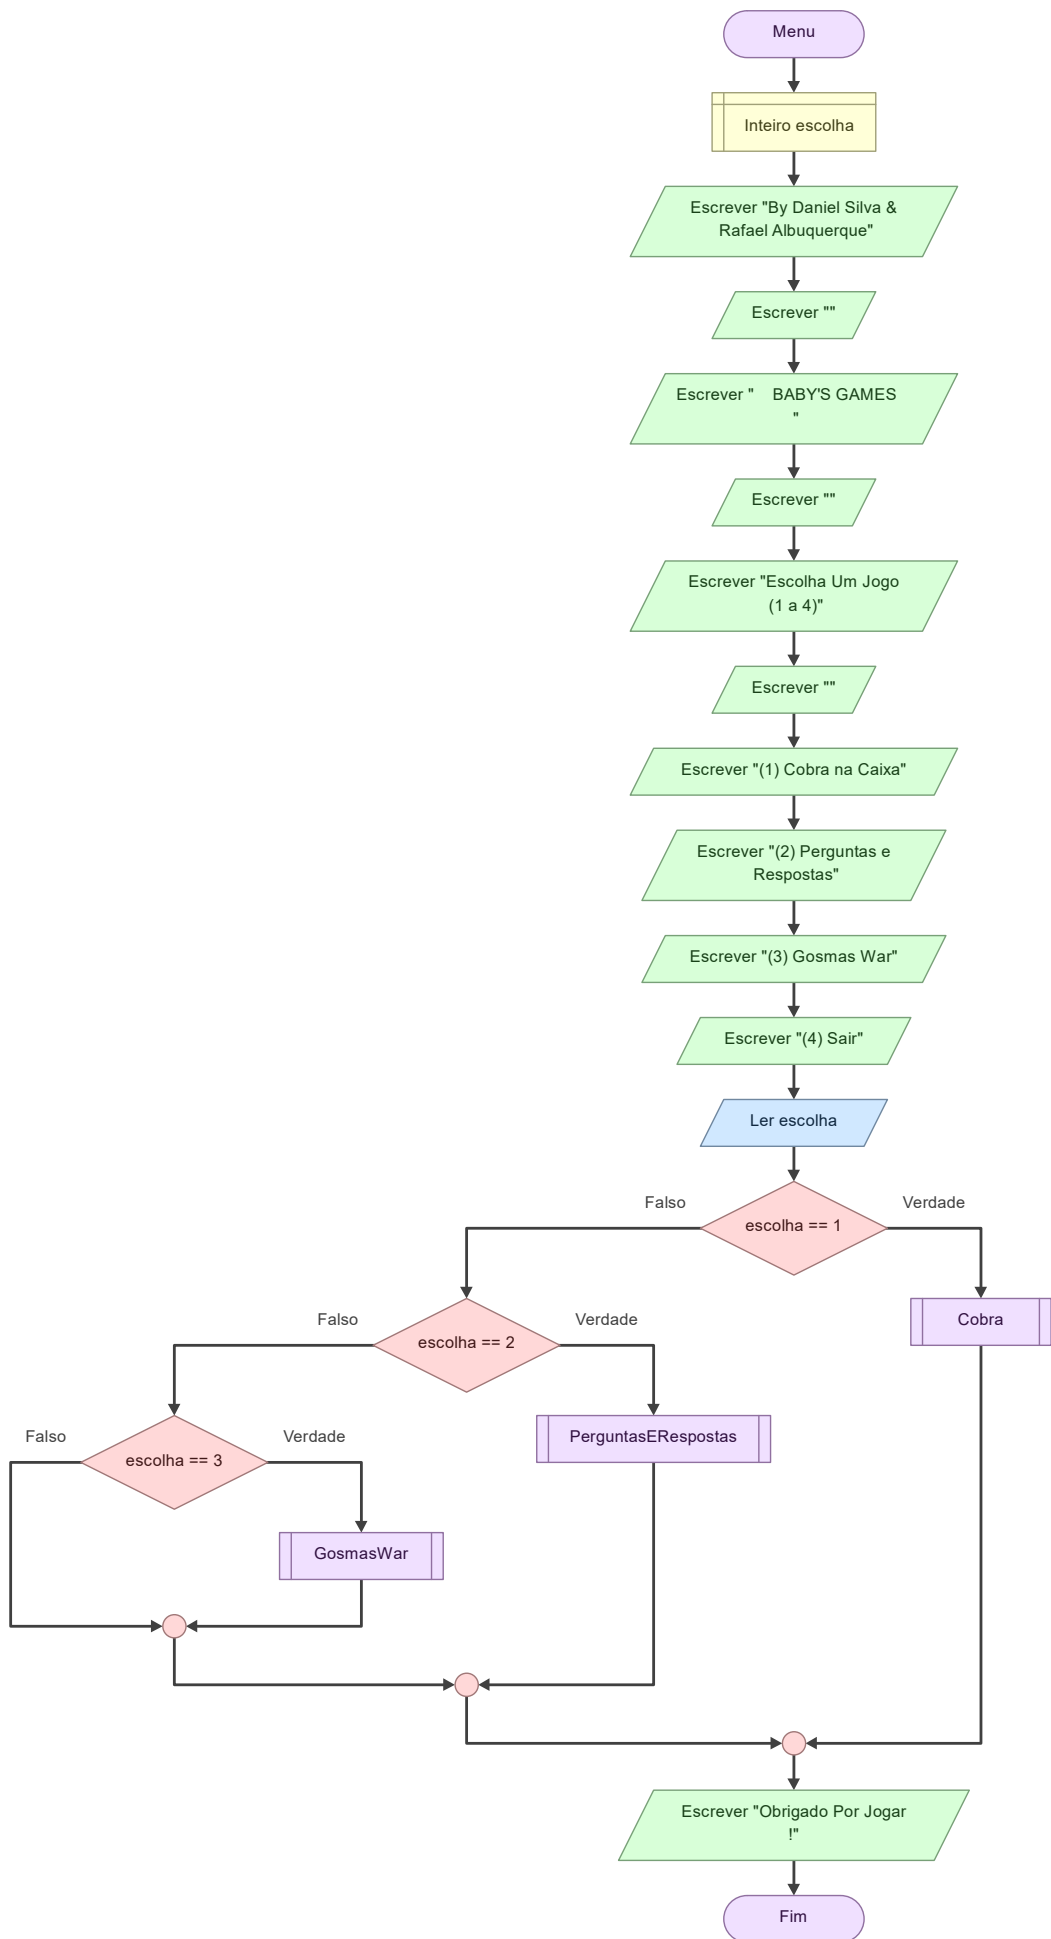 Menu
Inteiro escolha
Escrever "By Daniel Silva &
Rafael Albuquerque"
Escrever ""
Escrever "    BABY'S GAMES
"
Escrever ""
Escrever "Escolha Um Jogo
(1 a 4)"
Escrever ""
Escrever "(1) Cobra na Caixa"
Escrever "(2) Perguntas e
Respostas"
Escrever "(3) Gosmas War"
Escrever "(4) Sair"
Ler escolha
Falso
Verdade
escolha == 1
Falso
Verdade
Cobra
escolha == 2
Falso
Verdade
PerguntasERespostas
escolha == 3
GosmasWar
Escrever "Obrigado Por Jogar
!"
Fim